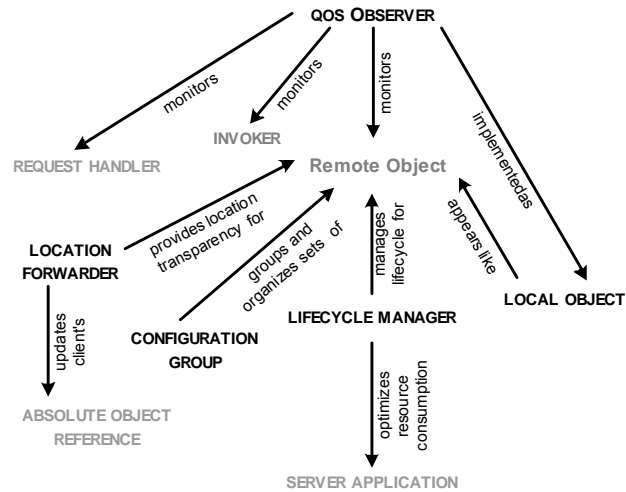 QOS OBSERVER
monitors
monitors
monitors
implementedas
REQUEST HANDLER
INVOKER
Remote Object
provides location
transparency for
groups and
organizes sets of
manages
lifecycle for
appears like
LOCATION
FORWARDER
LOCAL OBJECT
updates
client's
CONFIGURATION
GROUP
LIFECYCLE MANAGER
optimizes
resource
consumption
ABSOLUTE OBJECT
REFERENCE
SERVER APPLICATION